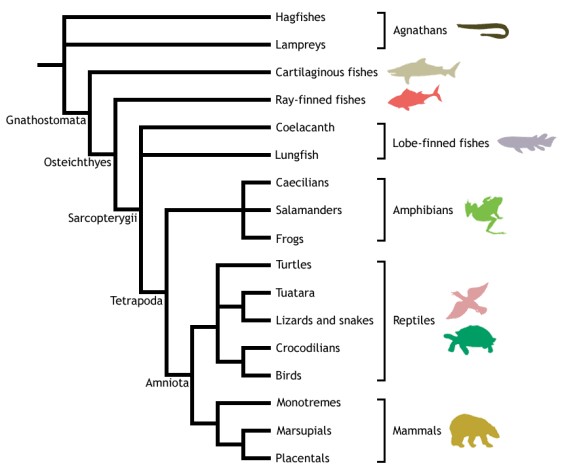 Hagfishes
Agnathans
Lampreys
Cartilaginous fishes
Ray-finned fishes
Gnathostomata
Coelacanth
Lobe-finned fishes
Lungfish
Osteichthyes
Caecilians
Salamanders
Amphibians
Sarcopterygii
Frogs
Turtles
Tuatara
Tetrapoda
Lizards and snakes
Reptiles
Crocodilians
Birds
Amniota
Monotremes
Marsupials
Mammals
Placentals